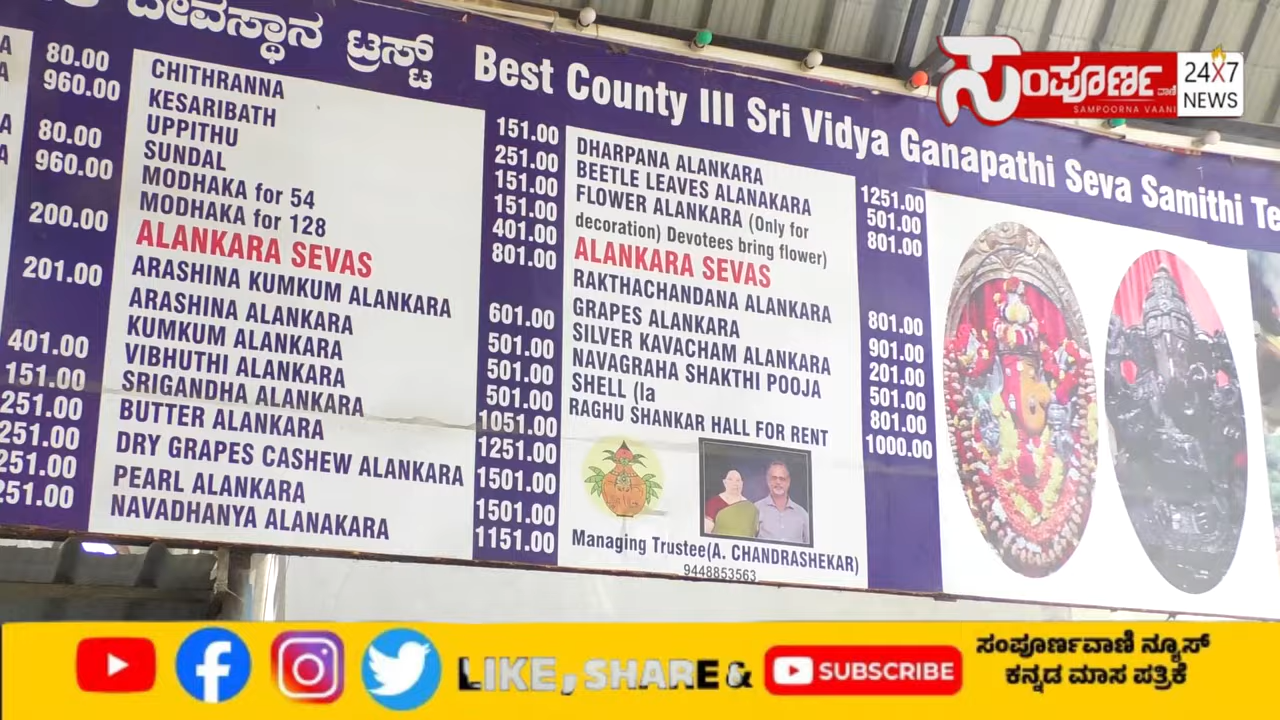 ದೇವಸ್ಥಾನ ಟ್ರಸ್ಟ್ Best County III Sri Vidya Ganapathi Seva Samithi Te
80.00
960.00
80.00
960.00
200.00
201.00
401.00
151.00
251.00
251.00
251.00
251.00
CHITHRANNA
KESARIBATH
UPPITHU
SUNDAL
MODHAKA for 54
MODHAKA for 128
ALANKARA SEVAS
ARASHINA KUMKUM ALANKARA
ARASHINA ALANKARA
KUMKUM ALANKARA
VIBHUTHI ALANKARA
SRIGANDHA ALANKARA
BUTTER ALANKARA
DRY GRAPES CASHEW ALANKARA
PEARL ALANKARA
NAVADHANYA ALANAKARA
151.00
251.00
151.00
151.00
401.00
801.00
601.00
501.00
501.00
501.00
1051.00
1251.00
1501.00
1501.00
1151.00
DHARPANA ALANKARA
BEETLE LEAVES ALANAKARA
FLOWER ALANKARA (Only for
decoration) Devotees bring flower)
ALANKARA SEVAS
RAKTHACHANDANA ALANKARA
GRAPES ALANKARA
SILVER KAVACHAM ALANKARA
NAVAGRAHA SHAKTHI POOJA
SHELL (la
RAGHU SHANKAR HALL FOR RENT
1251.00
501.00
801.00
801.00
901.00
201.00
501.00
801.00
1000.00
Managing Trustee(A. CHANDRASHEKAR)
9448853563
ಸಂಪೂರ್ಣ ವಾಣಿ
SAMPOORNA VAANI
24X7
NEWS
LIKE, SHARE &
SUBSCRIBE
ಸಂಪೂರ್ಣವಾಣಿ ನ್ಯೂಸ್
ಕನ್ನಡ ಮಾಸ ಪತ್ರಿಕೆ